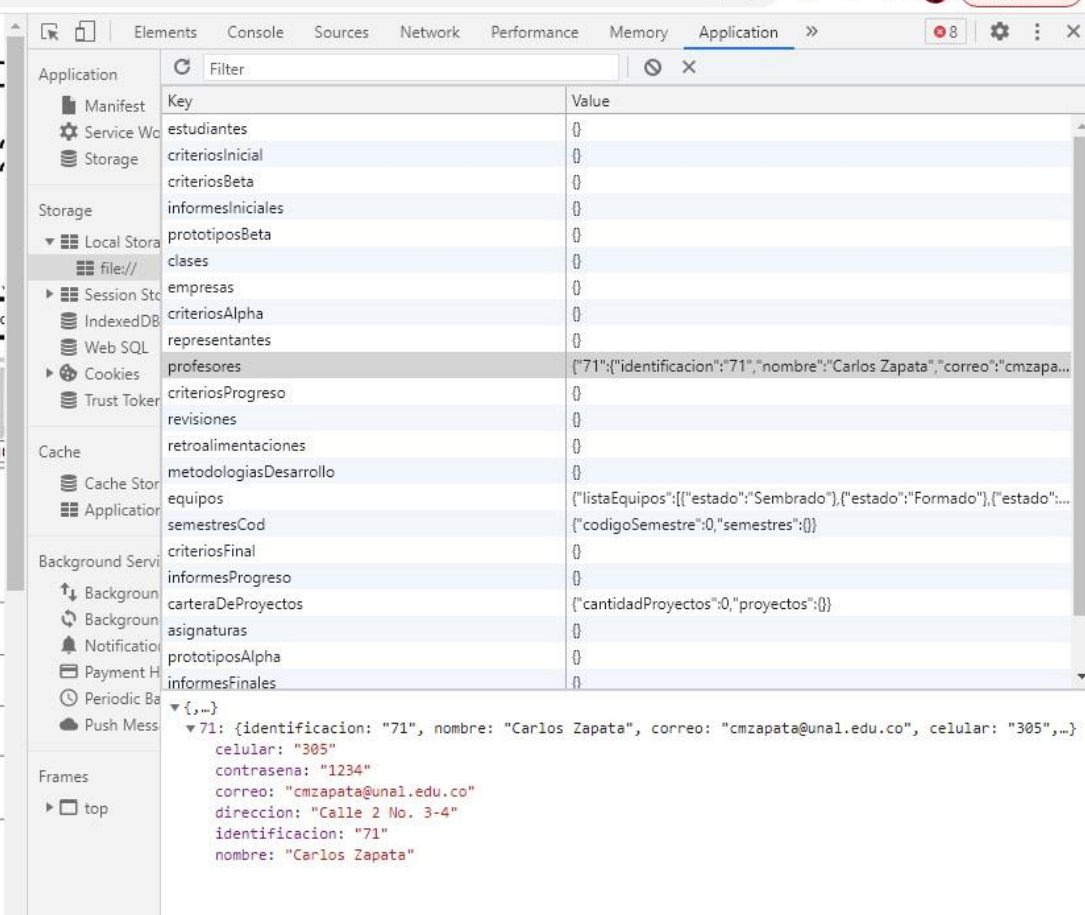 Elements Console Sources Network Performance Memory Application » 8
Application
Manifest
Service Wo
Storage
Storage
Local Stora
file://
Session Sto
IndexedDB
Web SQL
Cookies
Trust Token
Cache
Cache Stor
Application
Background Servi
Backgroun
Backgroun
Notification
Payment H
Periodic Ba
Push Mess
Frames
top
Filter
Key Value
estudiantes {}
criteriosInicial {}
criteriosBeta {}
informesIniciales {}
prototiposBeta {}
clases {}
empresas {}
criteriosAlpha {}
representantes {}
profesores {"71":{"identificacion":"71","nombre":"Carlos Zapata","correo":"cmzapa...
criteriosProgreso {}
revisiones {}
retroalimentaciones {}
metodologiasDesarrollo {}
equipos {"listaEquipos":[{"estado":"Sembrado"},{"estado":"Formado"},{"estado":...
semestresCod {"codigoSemestre":0,"semestres":{}}
criteriosFinal {}
informesProgreso {}
carteraDeProyectos {"cantidadProyectos":0,"proyectos":{}}
asignaturas {}
prototiposAlpha {}
informesFinales {}
{,…}
71: {identificacion: "71", nombre: "Carlos Zapata", correo: "cmzapata@unal.edu.co", celular: "305",…}
celular: "305"
contrasena: "1234"
correo: "cmzapata@unal.edu.co"
direccion: "Calle 2 No. 3-4"
identificacion: "71"
nombre: "Carlos Zapata"